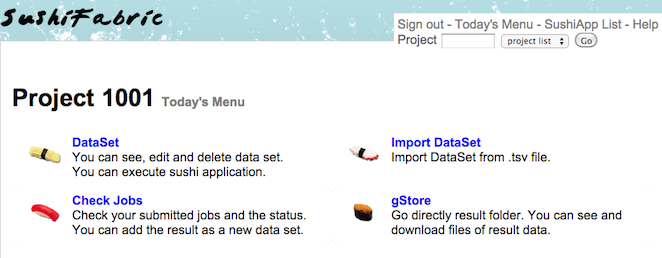 SushiFabric
Sign out - Today's Menu - SushiApp List - Help
Project project list Go
Project 1001 Today's Menu
DataSet
You can see, edit and delete data set.
You can execute sushi application.
Import DataSet
Import DataSet from .tsv file.
Check Jobs
Check your submitted jobs and the status.
You can add the result as a new data set.
gStore
Go directly result folder. You can see and
download files of result data.